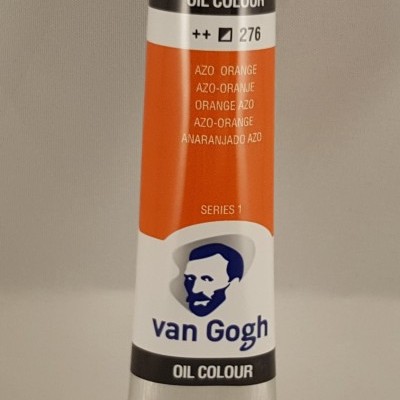 OIL COLOUR
++ 276
AZO ORANGE
AZO-ORANJE
ORANGE AZO
AZO-ORANGE
ANARANJADO AZO
SERIES 1
van Gogh
OIL COLOUR